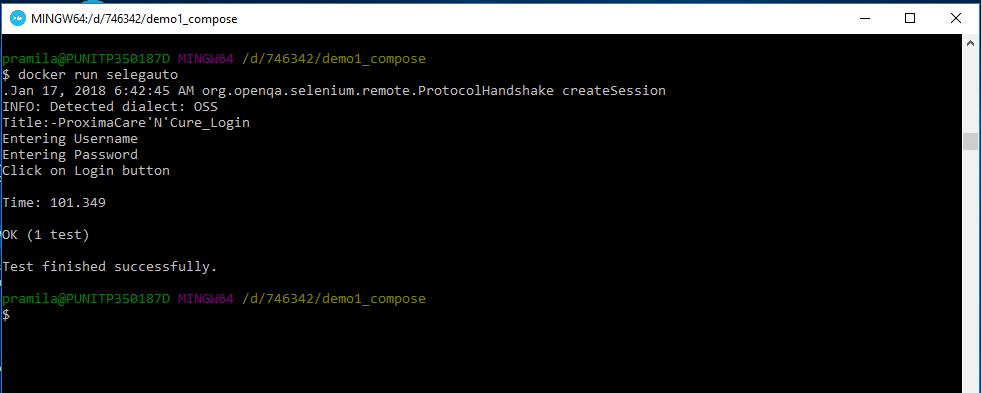 MINGW64:/d/746342/demo1_compose
pramila@PUNITP350187D MINGW64 /d/746342/demo1_compose
$ docker run selegauto
.Jan 17, 2018 6:42:45 AM org.openqa.selenium.remote.ProtocolHandshake createSession
INFO: Detected dialect: OSS
Title:-ProximaCare'N'Cure_Login
Entering Username
Entering Password
Click on Login button
Time: 101.349
OK (1 test)
Test finished successfully.
pramila@PUNITP350187D MINGW64 /d/746342/demo1_compose
$